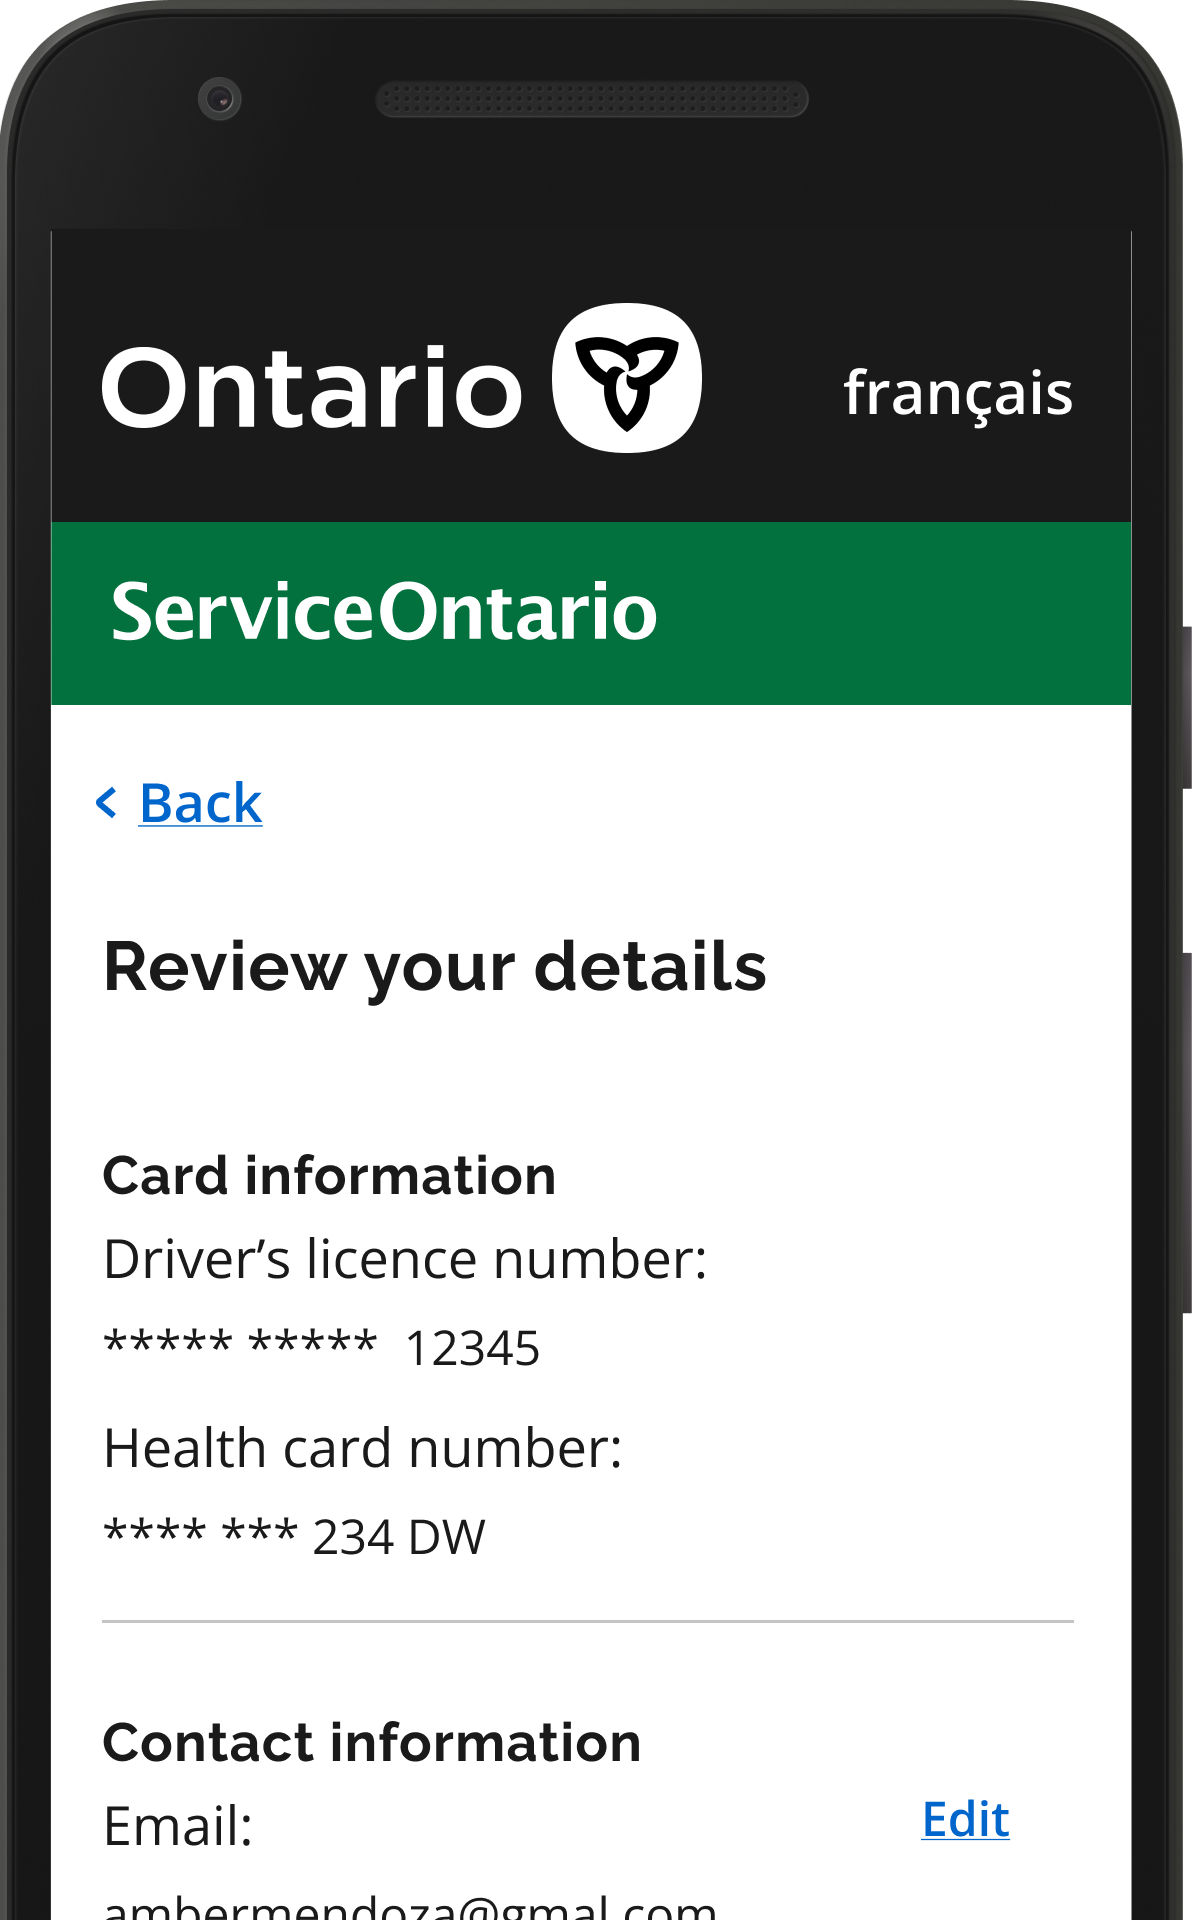 Ontario
français
ServiceOntario
< Back
Review your details
Card information
Driver’s licence number:
***** *****  12345
Health card number:
**** *** 234 DW
Contact information
Email:
Edit
ambermendoza@gmal.com